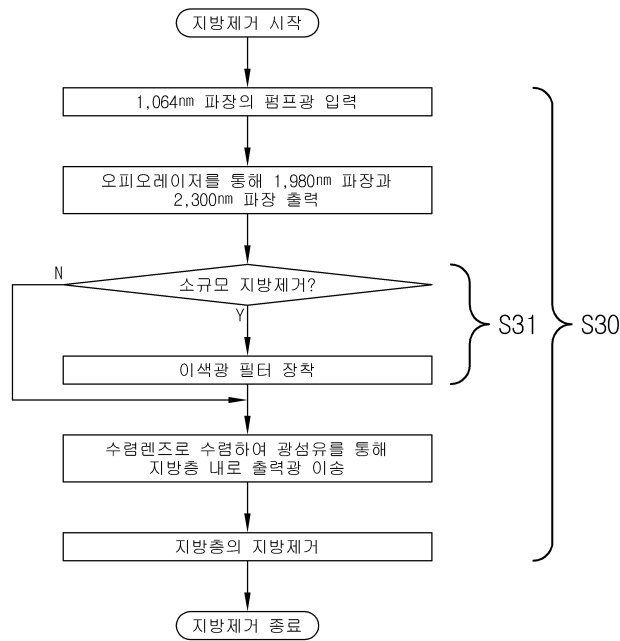 지방제거 시작
1,064nm 파장의 펌프광 입력
오피오레이저를 통해 1,980nm 파장과
2,300nm 파장 출력
N
소규모 지방제거?
Y
S31
S30
이색광 필터 장착
수렴렌즈로 수렴하여 광섬유를 통해
지방층 내로 출력광 이송
지방층의 지방제거
지방제거 종료